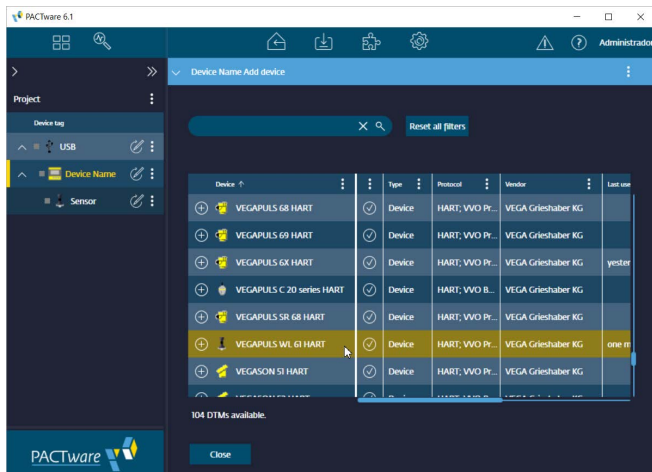 PACTware 6.1
Administrador
Device Name Add device
Project
Device tag
USB
Device Name
Sensor
Reset all filters
Device ↑ Type Protocol Vendor Last use
VEGAPULS 68 HART Device HART; VVO Pr... VEGA Grieshaber KG
VEGAPULS 69 HART Device HART; VVO Pr... VEGA Grieshaber KG
VEGAPULS 6X HART Device HART; VVO Pr... VEGA Grieshaber KG yester
VEGAPULS C 20 series HART Device HART; VVO B... VEGA Grieshaber KG
VEGAPULS SR 68 HART Device HART; VVO Pr... VEGA Grieshaber KG
VEGAPULS WL 61 HART Device HART; VVO Pr... VEGA Grieshaber KG one m
VEGASON 51 HART Device HART; VVO Pr... VEGA Grieshaber KG
104 DTMs available.
Close
PACTware